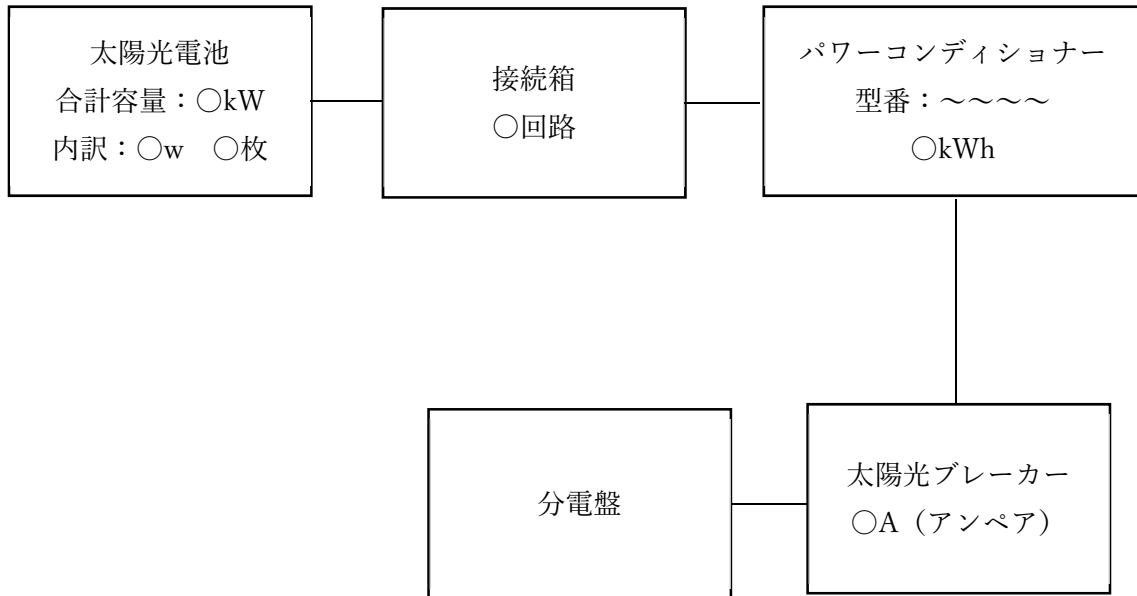 太陽光電池
合計容量：○kW
内訳：○w　○枚
接続箱
○回路
パワーコンディショナー
型番：～～～～
○kWh
太陽光ブレーカー
○A（アンペア）
分電盤